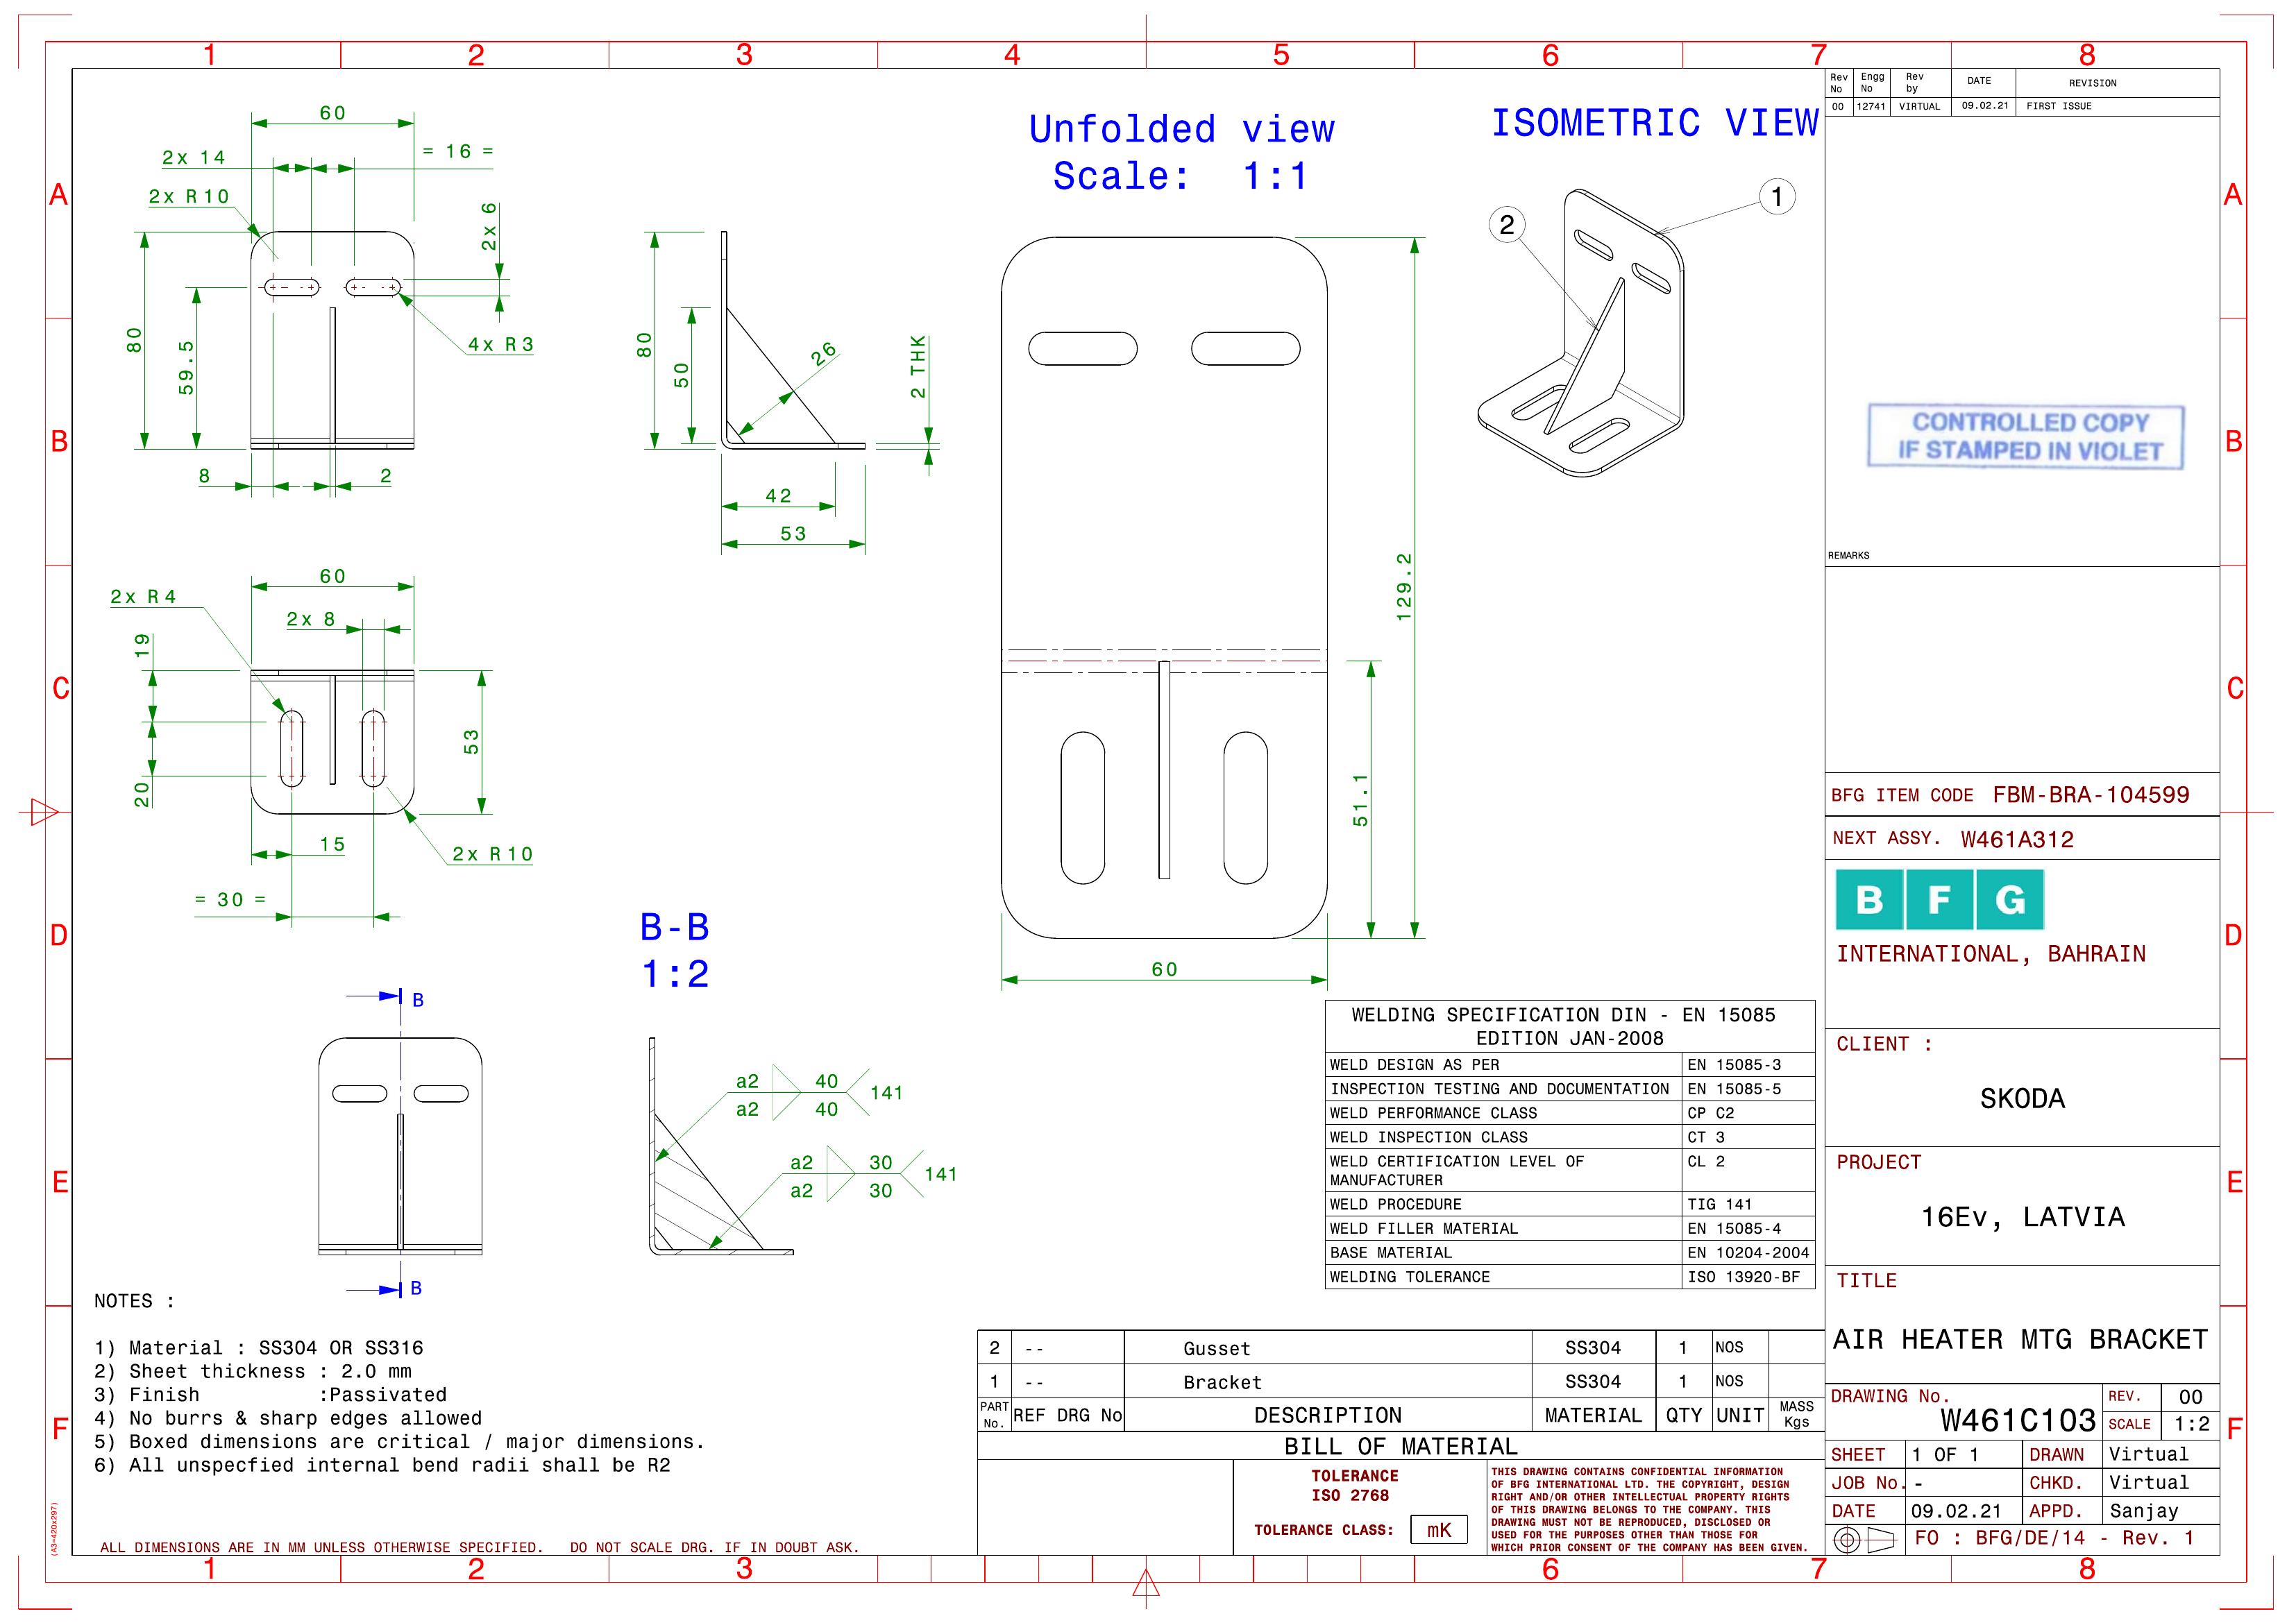 1 2 3 4 5 6 7 8
A
B
C
D
E
F
A
B
C
D
E
F
60
2x 14
= 16 =
2x R10
2x 6
80
59.5
4x R3
8
2
80
50
26
2 THK
42
53
60
2x R4
2x 8
19
20
53
15
2x R10
= 30 =
Unfolded view
Scale: 1:1
129.2
51.1
60
ISOMETRIC VIEW
1
2
B
B
B-B
1:2
a2 40
a2 40
141
a2 30
a2 30
141
NOTES :
1) Material : SS304 OR SS316
2) Sheet thickness : 2.0 mm
3) Finish :Passivated
4) No burrs & sharp edges allowed
5) Boxed dimensions are critical / major dimensions.
6) All unspecfied internal bend radii shall be R2
(A3=420x297)
ALL DIMENSIONS ARE IN MM UNLESS OTHERWISE SPECIFIED. DO NOT SCALE DRG. IF IN DOUBT ASK.
WELDING SPECIFICATION DIN - EN 15085
EDITION JAN-2008
WELD DESIGN AS PER EN 15085-3
INSPECTION TESTING AND DOCUMENTATION EN 15085-5
WELD PERFORMANCE CLASS CP C2
WELD INSPECTION CLASS CT 3
WELD CERTIFICATION LEVEL OF CL 2
MANUFACTURER
WELD PROCEDURE TIG 141
WELD FILLER MATERIAL EN 15085-4
BASE MATERIAL EN 10204-2004
WELDING TOLERANCE ISO 13920-BF
2 -- Gusset SS304 1 NOS
1 -- Bracket SS304 1 NOS
PART No. REF DRG No DESCRIPTION MATERIAL QTY UNIT MASS Kgs
BILL OF MATERIAL
TOLERANCE
ISO 2768
TOLERANCE CLASS: mK
THIS DRAWING CONTAINS CONFIDENTIAL INFORMATION
OF BFG INTERNATIONAL LTD. THE COPYRIGHT, DESIGN
RIGHT AND/OR OTHER INTELLECTUAL PROPERTY RIGHTS
OF THIS DRAWING BELONGS TO THE COMPANY. THIS
DRAWING MUST NOT BE REPRODUCED, DISCLOSED OR
USED FOR THE PURPOSES OTHER THAN THOSE FOR
WHICH PRIOR CONSENT OF THE COMPANY HAS BEEN GIVEN.
Rev No Engg No Rev by DATE REVISION
00 12741 VIRTUAL 09.02.21 FIRST ISSUE
CONTROLLED COPY
IF STAMPED IN VIOLET
REMARKS
BFG ITEM CODE FBM-BRA-104599
NEXT ASSY. W461A312
B F G
INTERNATIONAL, BAHRAIN
CLIENT :
SKODA
PROJECT
16Ev, LATVIA
TITLE
AIR HEATER MTG BRACKET
DRAWING No. W461C103
REV. 00
SCALE 1:2
SHEET 1 OF 1 DRAWN Virtual
JOB No. - CHKD. Virtual
DATE 09.02.21 APPD. Sanjay
FO : BFG/DE/14 - Rev. 1
1 2 3 6 7 8